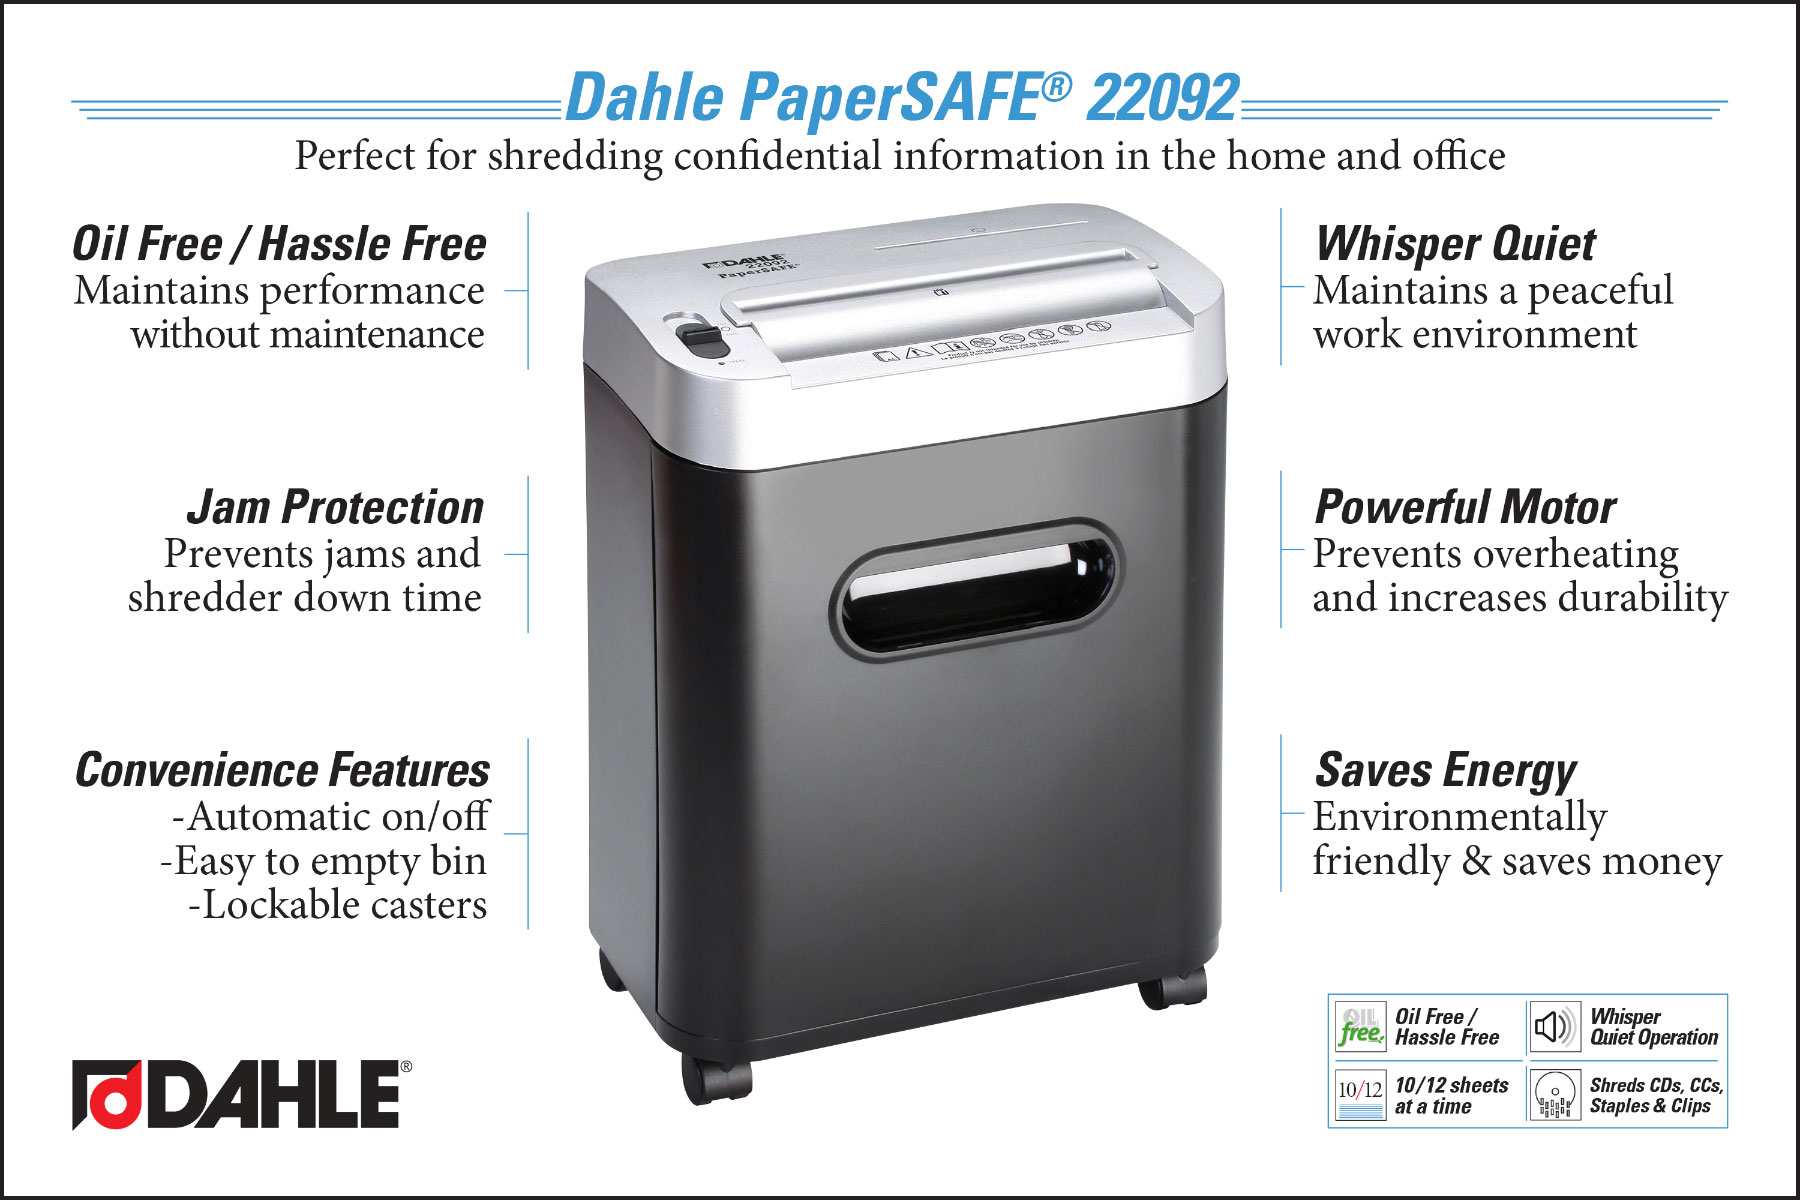 Dahle PaperSAFE® 22092
Perfect for shredding confidential information in the home and office
Oil Free / Hassle Free
Maintains performance
without maintenance
Jam Protection
Prevents jams and
shredder down time
Convenience Features
-Automatic on/off
-Easy to empty bin
-Lockable casters
DAHLE
22092
PaperSAFE®
Whisper Quiet
Maintains a peaceful
work environment
Powerful Motor
Prevents overheating
and increases durability
Saves Energy
Environmentally
friendly & saves money
DAHLE®
OIL
free
Oil Free /
Hassle Free
Whisper
Quiet Operation
10/12
10/12 sheets
at a time
Shreds CDs, CCs,
Staples & Clips